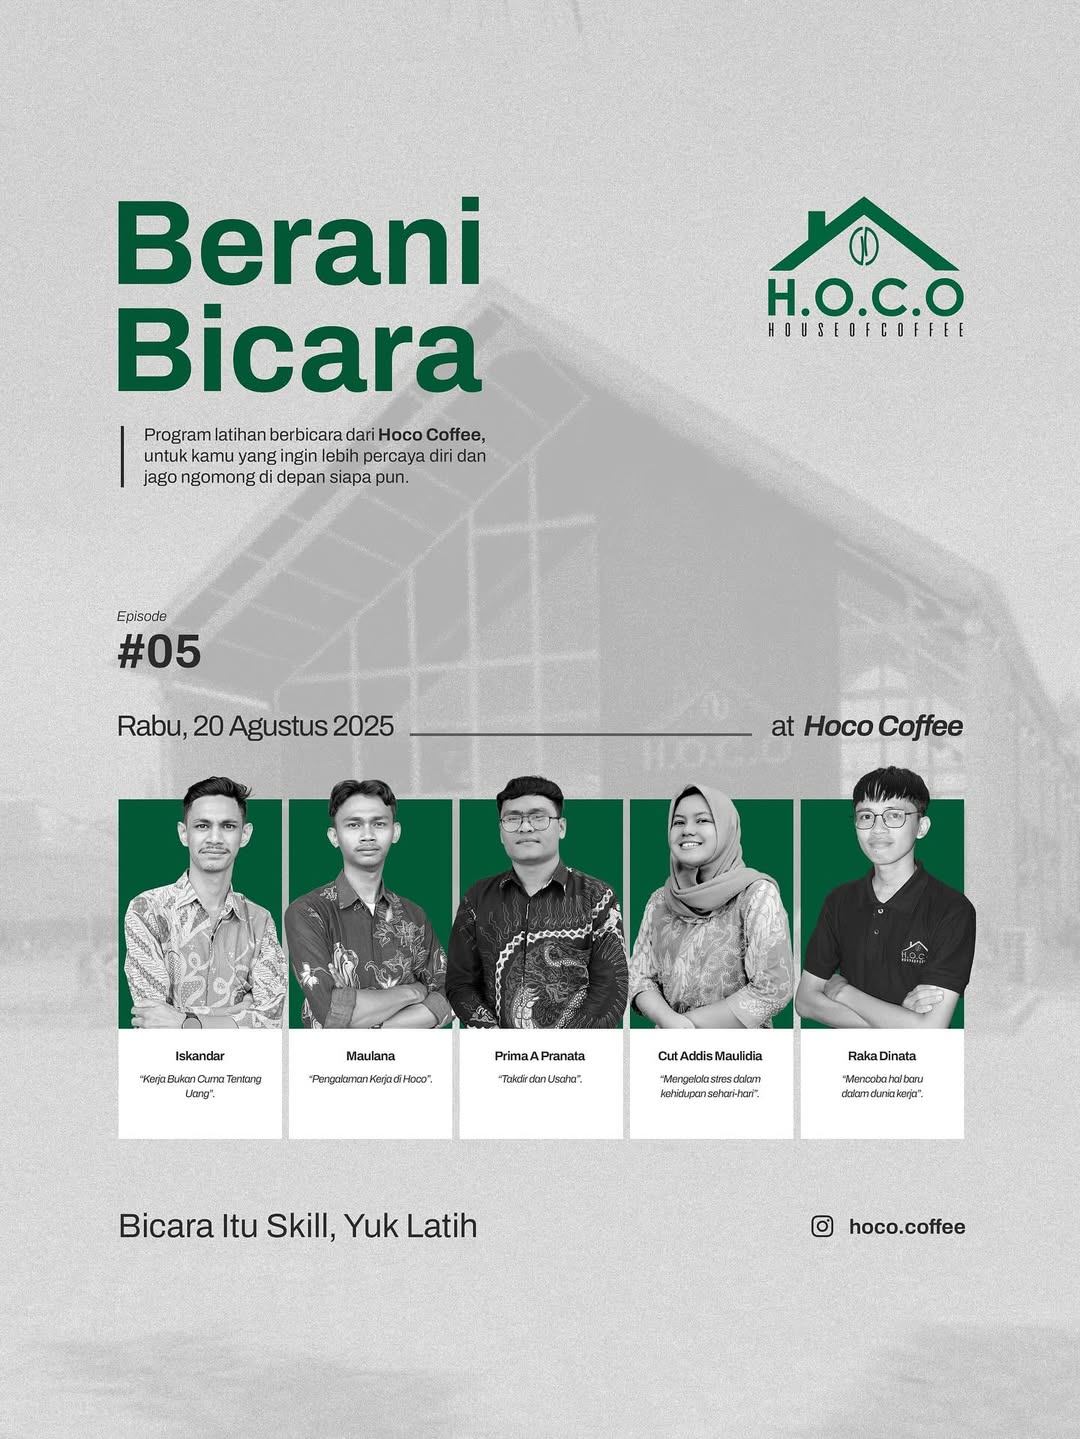 Berani
Bicara
H.O.C.O
HOUSEOFCOFFEE
Program latihan berbicara dari Hoco Coffee,
untuk kamu yang ingin lebih percaya diri dan
jago ngomong di depan siapa pun.
Episode
#05
Rabu, 20 Agustus 2025
at Hoco Coffee
H.O.C.O
Iskandar
“Kerja Bukan Cuma Tentang
Uang”.
Maulana
“Pengalaman Kerja di Hoco”.
Prima A Pranata
“Takdir dan Usaha”.
Cut Addis Maulidia
“Mengelola stres dalam
kehidupan sehari-hari”.
Raka Dinata
“Mencoba hal baru
dalam dunia kerja”.
Bicara Itu Skill, Yuk Latih
hoco.coffee